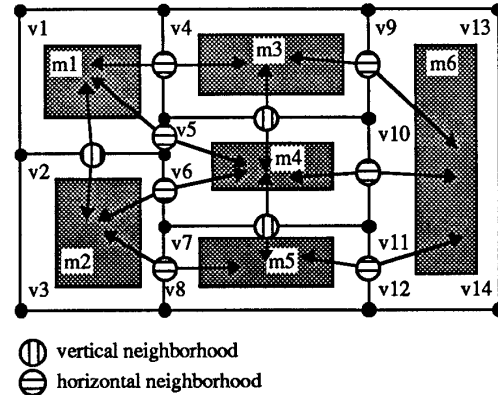 v1 v4 v9 v13
m1 m3 m6
v5 v10
v2 v6 m4
m2 v7 v11
m5
v3 v8 v12 v14
vertical neighborhood
horizontal neighborhood